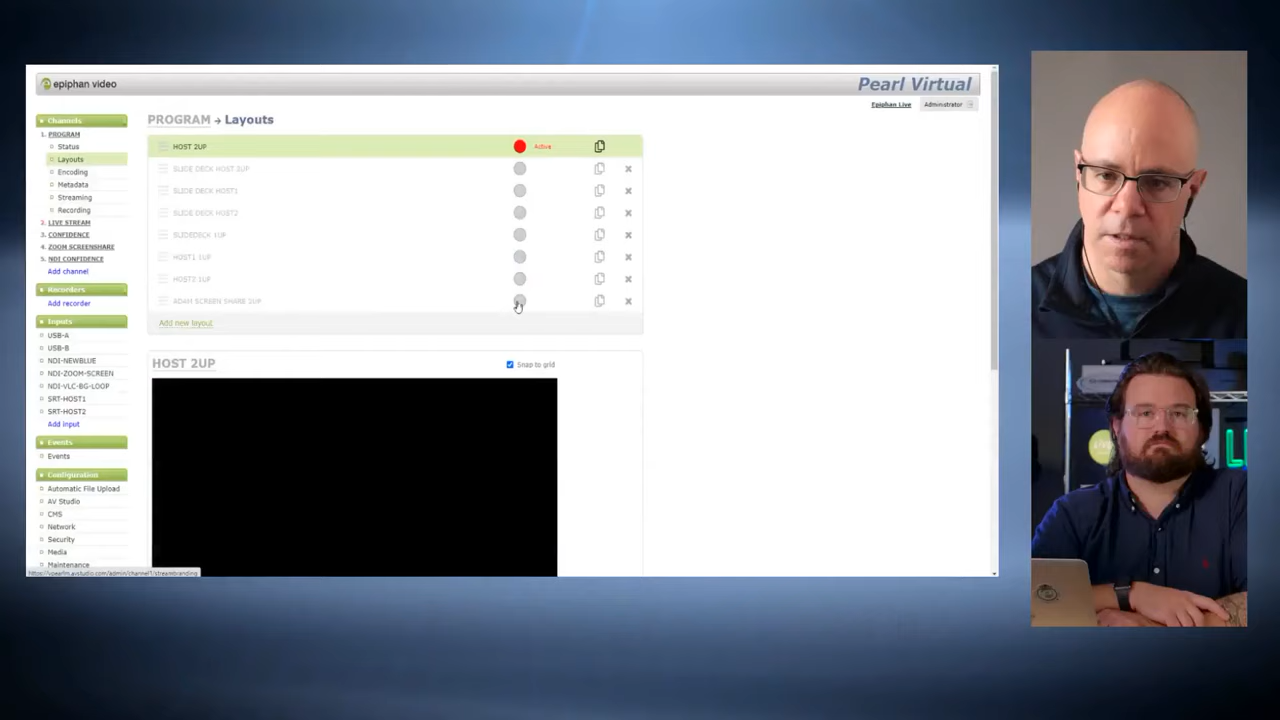 epiphan video
Pearl Virtual
Epiphan Live
Administrator
Channels
1. PROGRAM
Status
Layouts
Encoding
Metadata
Streaming
Recording
2. LIVE STREAM
3. CONFIDENCE
4. ZOOM SCREENSHARE
5. NDI CONFIDENCE
Add channel
Recorders
Add recorder
Inputs
USB-A
USB-B
NDI-NEWBLUE
NDI-ZOOM-SCREEN
NDI-VLC-BG-LOOP
SRT-HOST1
SRT-HOST2
Add input
Events
Events
Configuration
Automatic File Upload
AV Studio
CMS
Network
Security
Media
Maintenance
PROGRAM → Layouts
HOST 2UP
Active
SLIDE DECK HOST 2UP
SLIDE DECK HOST1
SLIDE DECK HOST2
SLIDEDECK 1UP
HOST1 1UP
HOST2 1UP
ADAM SCREEN SHARE 2UP
Add new layout
HOST 2UP
Snap to grid